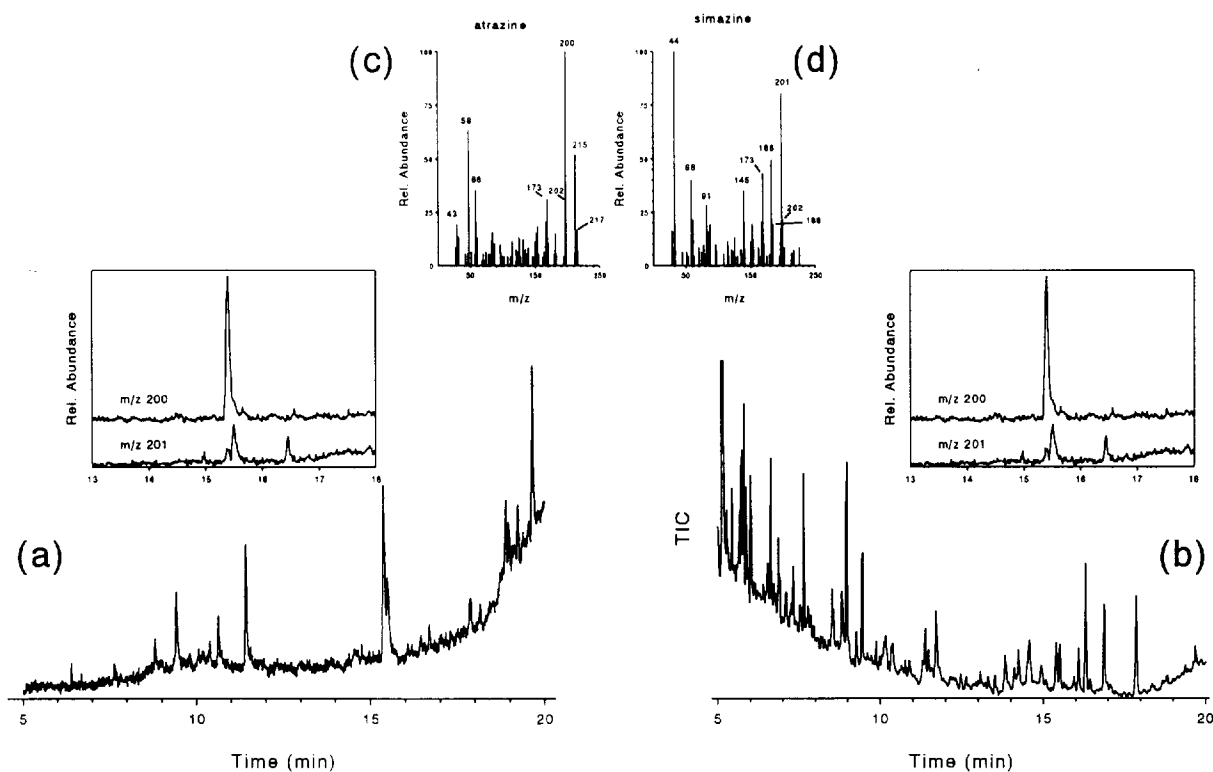 atrazine
simazine
(c)
(d)
100
75
50
25
0
Rel. Abundance
43
58
68
173
202
200
215
217
50
150
250
m/z
100
75
50
25
0
Rel. Abundance
44
68
91
145
173
186
201
202
188
50
150
250
m/z
Rel. Abundance
m/z 200
m/z 201
13
14
15
16
17
18
Rel. Abundance
m/z 200
m/z 201
13
14
15
16
17
18
(a)
TIC
(b)
5
10
15
20
Time (min)
5
10
15
20
Time (min)